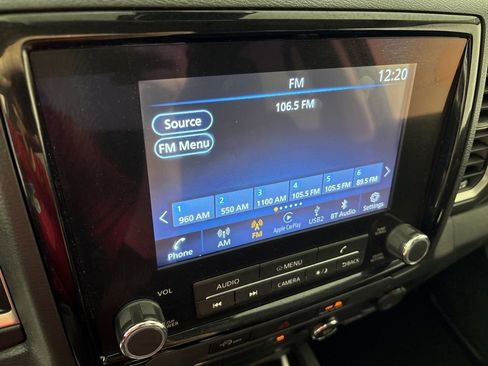 FM
12:20
106.5 FM
Source
FM Menu
1 2 3 4 5 6
960 AM 550 AM 1100 AM 105.5 FM 105.5 FM 89.5 FM
Phone AM FM Apple CarPlay USB2 BT Audio Settings
VOL AUDIO MENU
CAMERA BACK